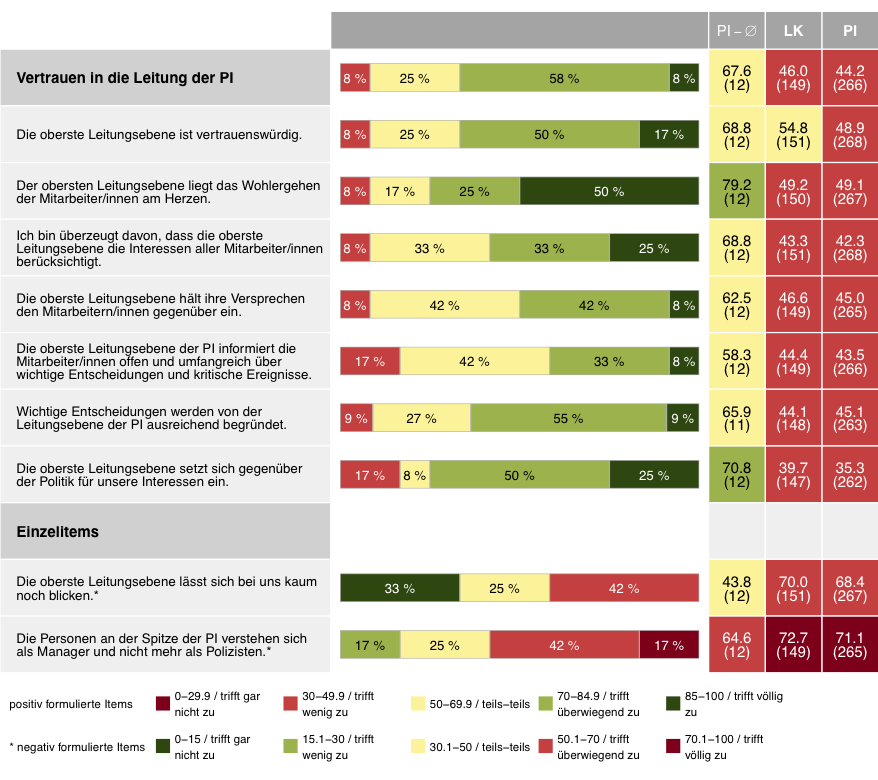 PI – ∅ LK PI
Vertrauen in die Leitung der PI 8 % 25 % 58 % 8 % 67.6 46.0 44.2
(12) (149) (266)
Die oberste Leitungsebene ist vertrauenswürdig. 8 % 25 % 50 % 17 % 68.8 54.8 48.9
(12) (151) (268)
Der obersten Leitungsebene liegt das Wohlergehen
der Mitarbeiter/innen am Herzen.
8 % 17 % 25 % 50 %
79.2 49.2 49.1
(12) (150) (267)
Ich bin überzeugt davon, dass die oberste
Leitungsebene die Interessen aller Mitarbeiter/innen
berücksichtigt.
8 % 33 % 33 % 25 %
68.8 43.3 42.3
(12) (151) (268)
Die oberste Leitungsebene hält ihre Versprechen
den Mitarbeitern/innen gegenüber ein.
8 % 42 % 42 % 8 %
62.5 46.6 45.0
(12) (149) (265)
Die oberste Leitungsebene der PI informiert die
Mitarbeiter/innen offen und umfangreich über
wichtige Entscheidungen und kritische Ereignisse.
17 % 42 % 33 % 8 %
58.3 44.4 43.5
(12) (149) (266)
Wichtige Entscheidungen werden von der
Leitungsebene der PI ausreichend begründet.
9 % 27 % 55 % 9 %
65.9 44.1 45.1
(11) (148) (263)
Die oberste Leitungsebene setzt sich gegenüber
der Politik für unsere Interessen ein.
17 % 8 % 50 % 25 %
70.8 39.7 35.3
(12) (147) (262)
Einzelitems
Die oberste Leitungsebene lässt sich bei uns kaum
noch blicken.*
33 % 25 % 42 %
43.8 70.0 68.4
(12) (151) (267)
Die Personen an der Spitze der PI verstehen sich
als Manager und nicht mehr als Polizisten.*
17 % 25 % 42 % 17 %
64.6 72.7 71.1
(12) (149) (265)
positiv formulierte Items
0–29.9 / trifft gar
nicht zu
30–49.9 / trifft
wenig zu
50–69.9 / teils–teils
70–84.9 / trifft
überwiegend zu
85–100 / trifft völlig
zu
* negativ formulierte Items
0–15 / trifft gar
nicht zu
15.1–30 / trifft
wenig zu
30.1–50 / teils–teils
50.1–70 / trifft
überwiegend zu
70.1–100 / trifft
völlig zu